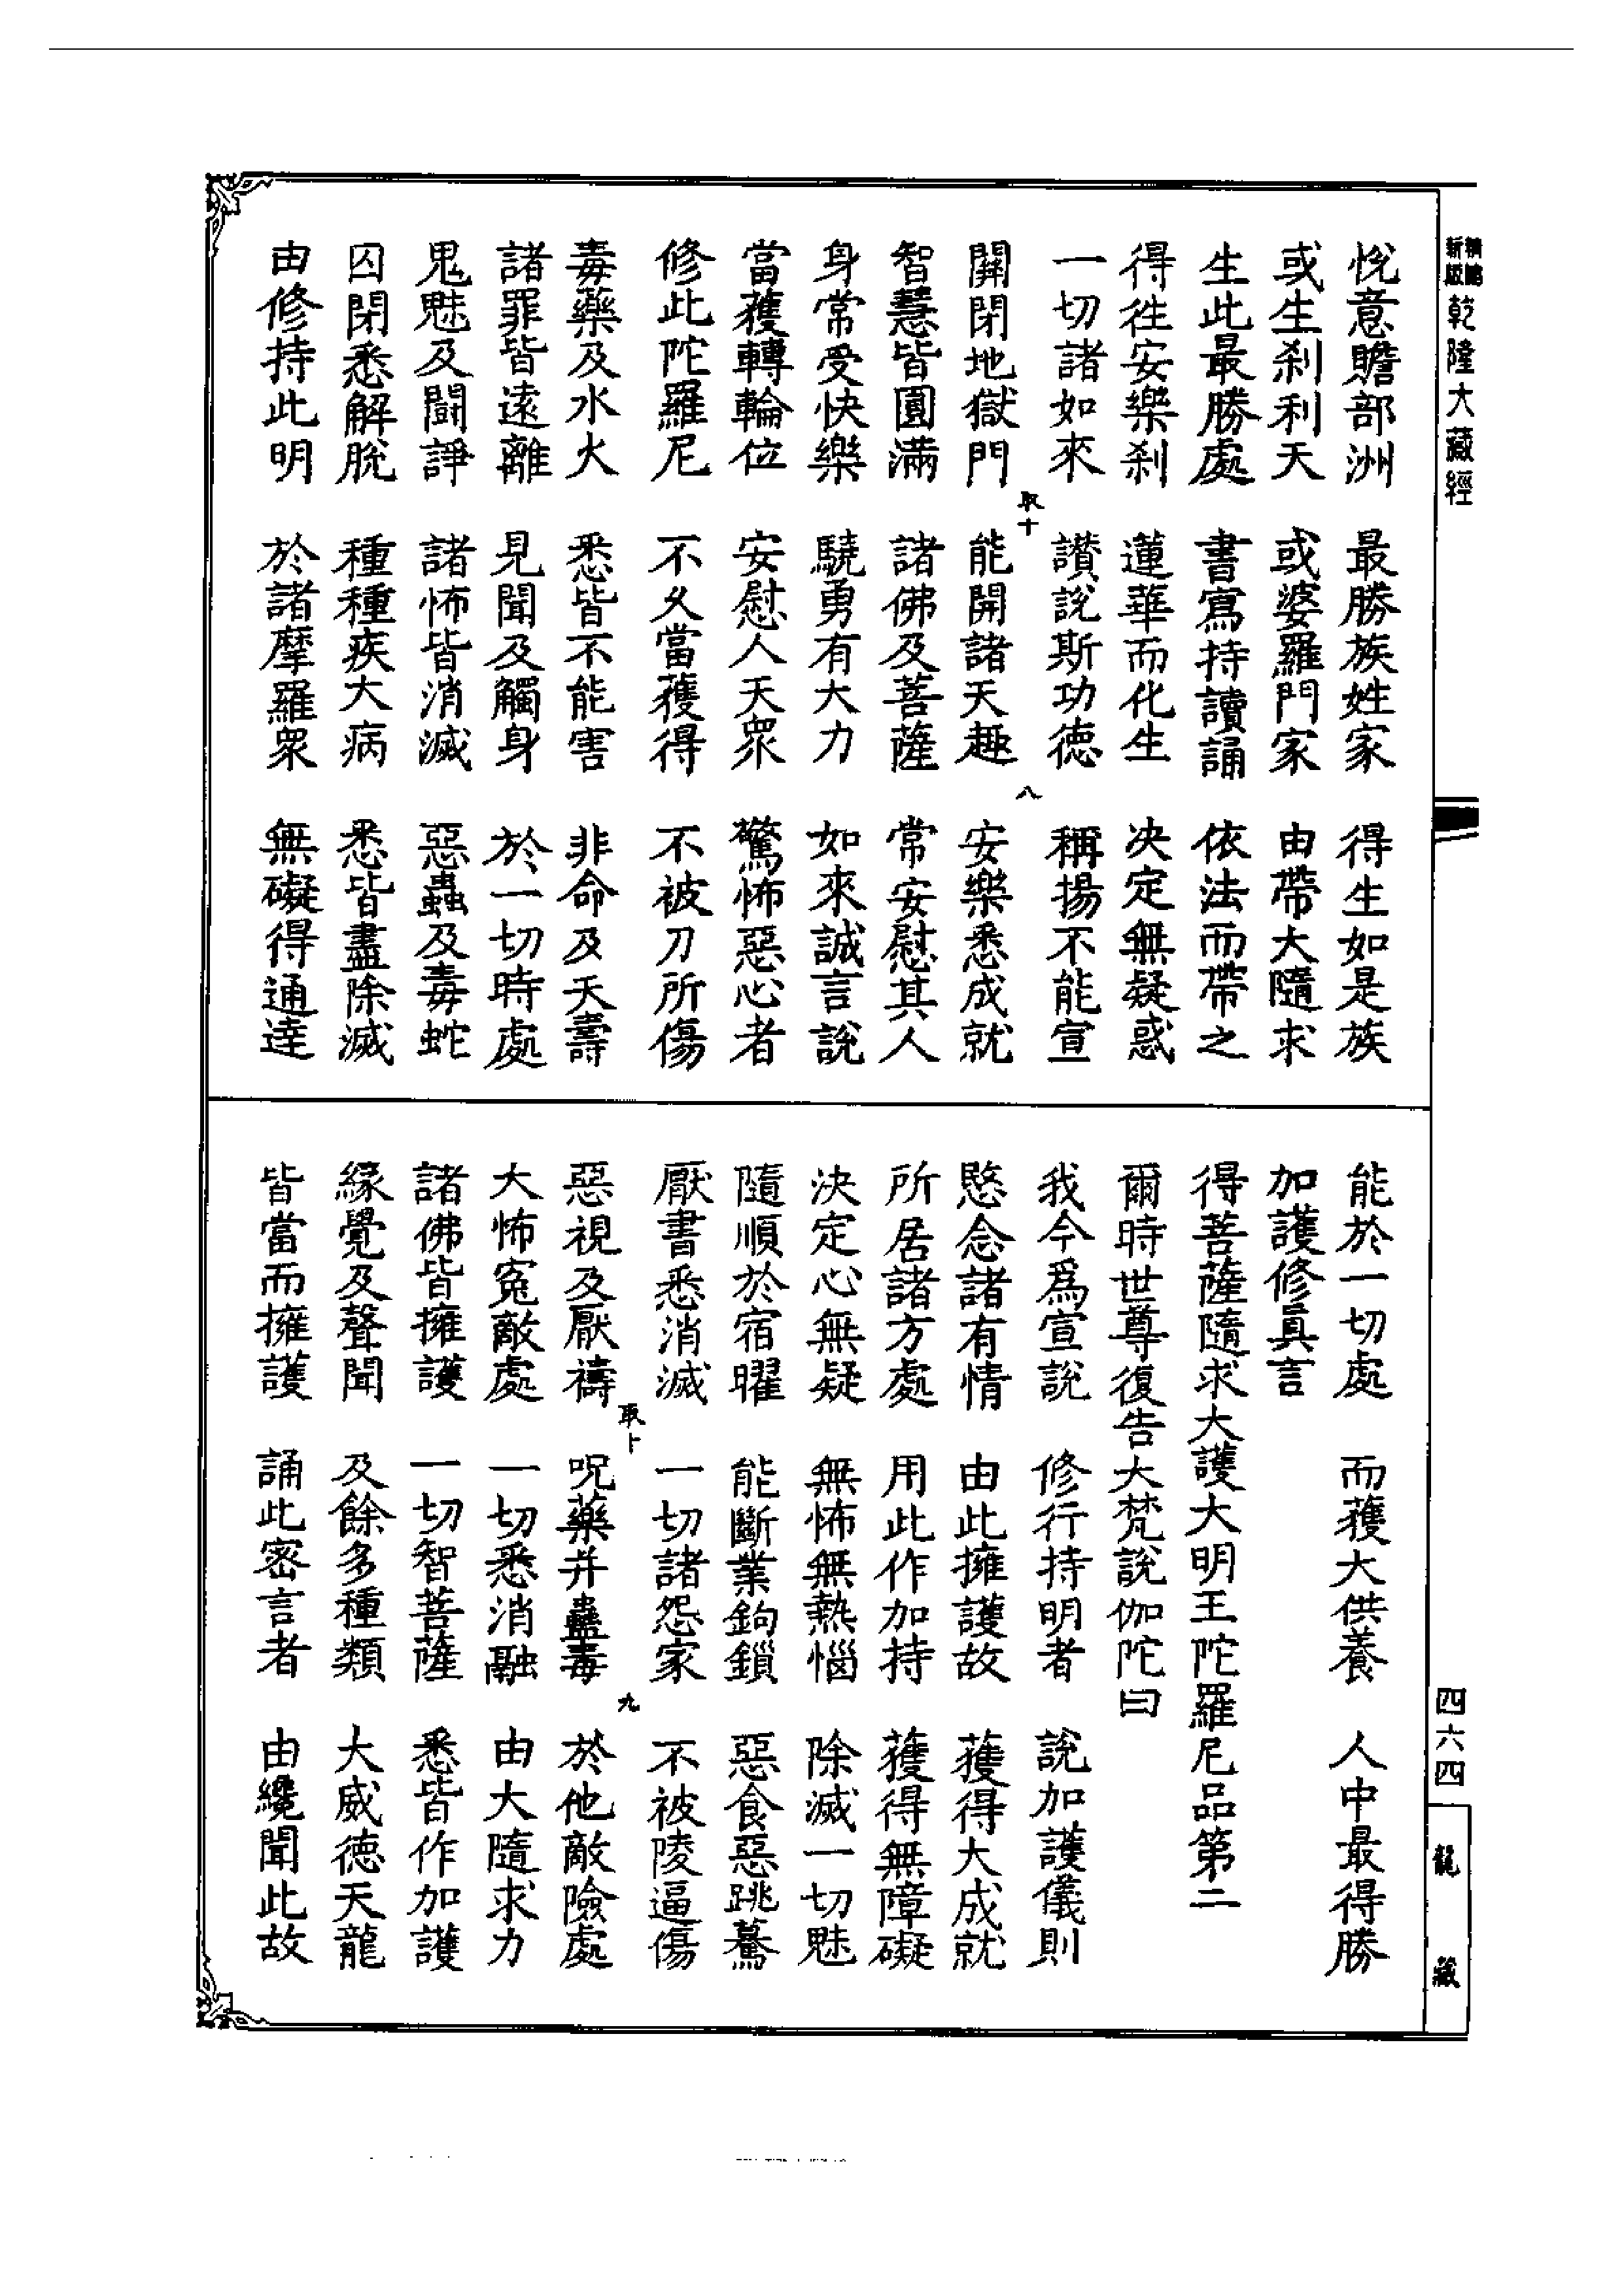 新版
乾隆大藏經
悅意贍部洲　最勝族姓家　得生如是族
或生刹利天　或婆羅門家　由帶大隨求
生此最勝處　書寫持讀誦　依法而帶之
得徃安樂刹　蓮華而化生　决定無疑惑
一切諸如來　讚說斯功德　稱揚不能宣
取十　八
關閉地獄門　能開諸天趣　安樂悉成就
智慧皆圓滿　諸佛及菩薩　常安慰其人
身常受快樂　驍勇有大力　如來誠言說
當獲轉輪位　安慰人天眾　驚怖惡心者
修此陀羅尼　不久當獲得　不被刀所傷
毒藥及水火　悉皆不能害　非命及夭壽
諸罪皆遠離　見聞及觸身　於一切時處
鬼魅及鬪諍　諸怖皆消滅　惡蟲及毒蛇
囚閉悉解脫　種種疾大病　悉皆盡除滅
由修持此明　於諸摩羅衆　無礙得通達
能於一切處　而獲大供養　人中最得勝
加護修真言
得菩薩隨求大護大明王陀羅尼品第二
爾時世尊復告大梵說伽陀曰
我今爲宣說　修行持明者　說加護儀則
愍念諸有情　由此擁護故　獲得大成就
所居諸方處　用此作加持　獲得無障礙
決定心無疑　無怖無熱惱　除滅一切魅
隨順於宿曜　能斷業鉤鎖　惡食惡跳驀
厭書悉消滅　一切諸怨家　不被陵逼傷
取十　九
惡視及厭禱　呪藥并蠱毒　於他敵險處
大怖寃敵處　一切悉消融　由大隨求力
諸佛皆擁護　一切智菩薩　悉皆作加護
緣覺及聲聞　及餘多種類　大威德天龍
皆當而擁護　誦此密言者　由纔聞此故
四六四
龍藏